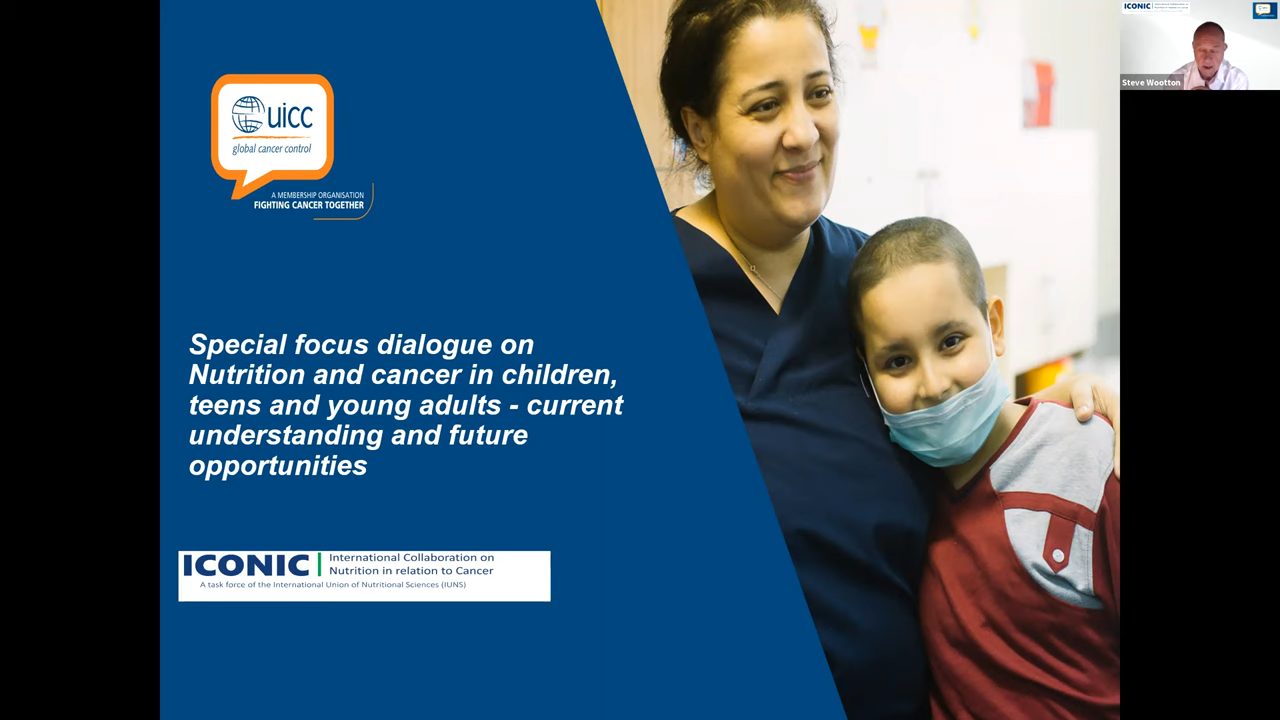 uicc
global cancer control
A MEMBERSHIP ORGANISATION
FIGHTING CANCER TOGETHER
Special focus dialogue on
Nutrition and cancer in children,
teens and young adults - current
understanding and future
opportunities
ICONIC
International Collaboration on
Nutrition in relation to Cancer
A task force of the International Union of Nutritional Sciences (IUNS)
ICONIC
Steve Wootton